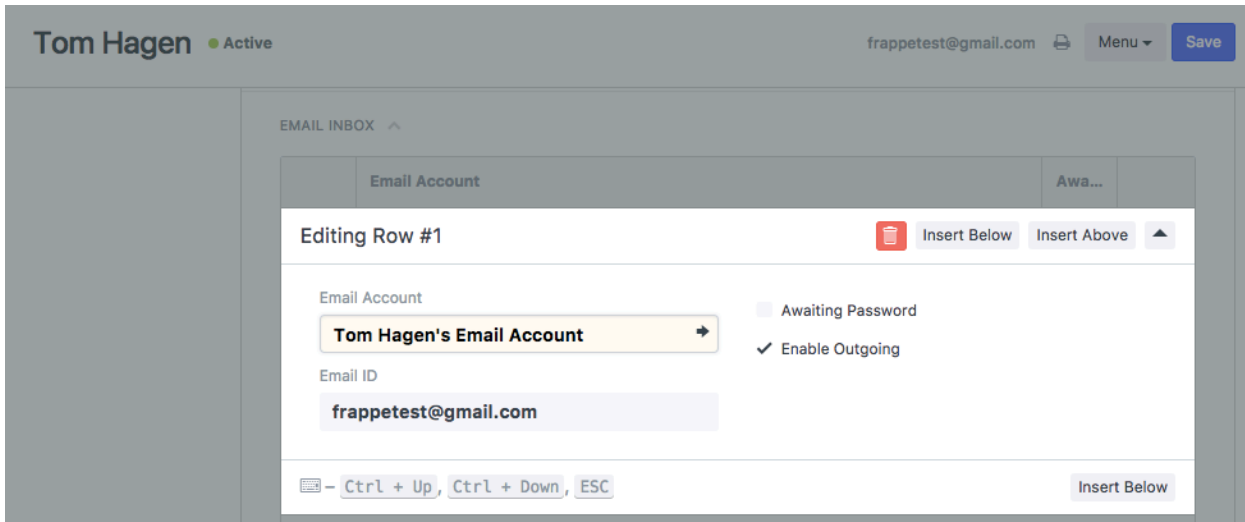 Tom Hagen Active frappetest@gmail.com Menu Save
EMAIL INBOX
Email Account Awa...
Editing Row #1 Insert Below Insert Above
Email Account
Tom Hagen's Email Account
Awaiting Password
Enable Outgoing
Email ID
frappetest@gmail.com
– Ctrl + Up, Ctrl + Down, ESC Insert Below